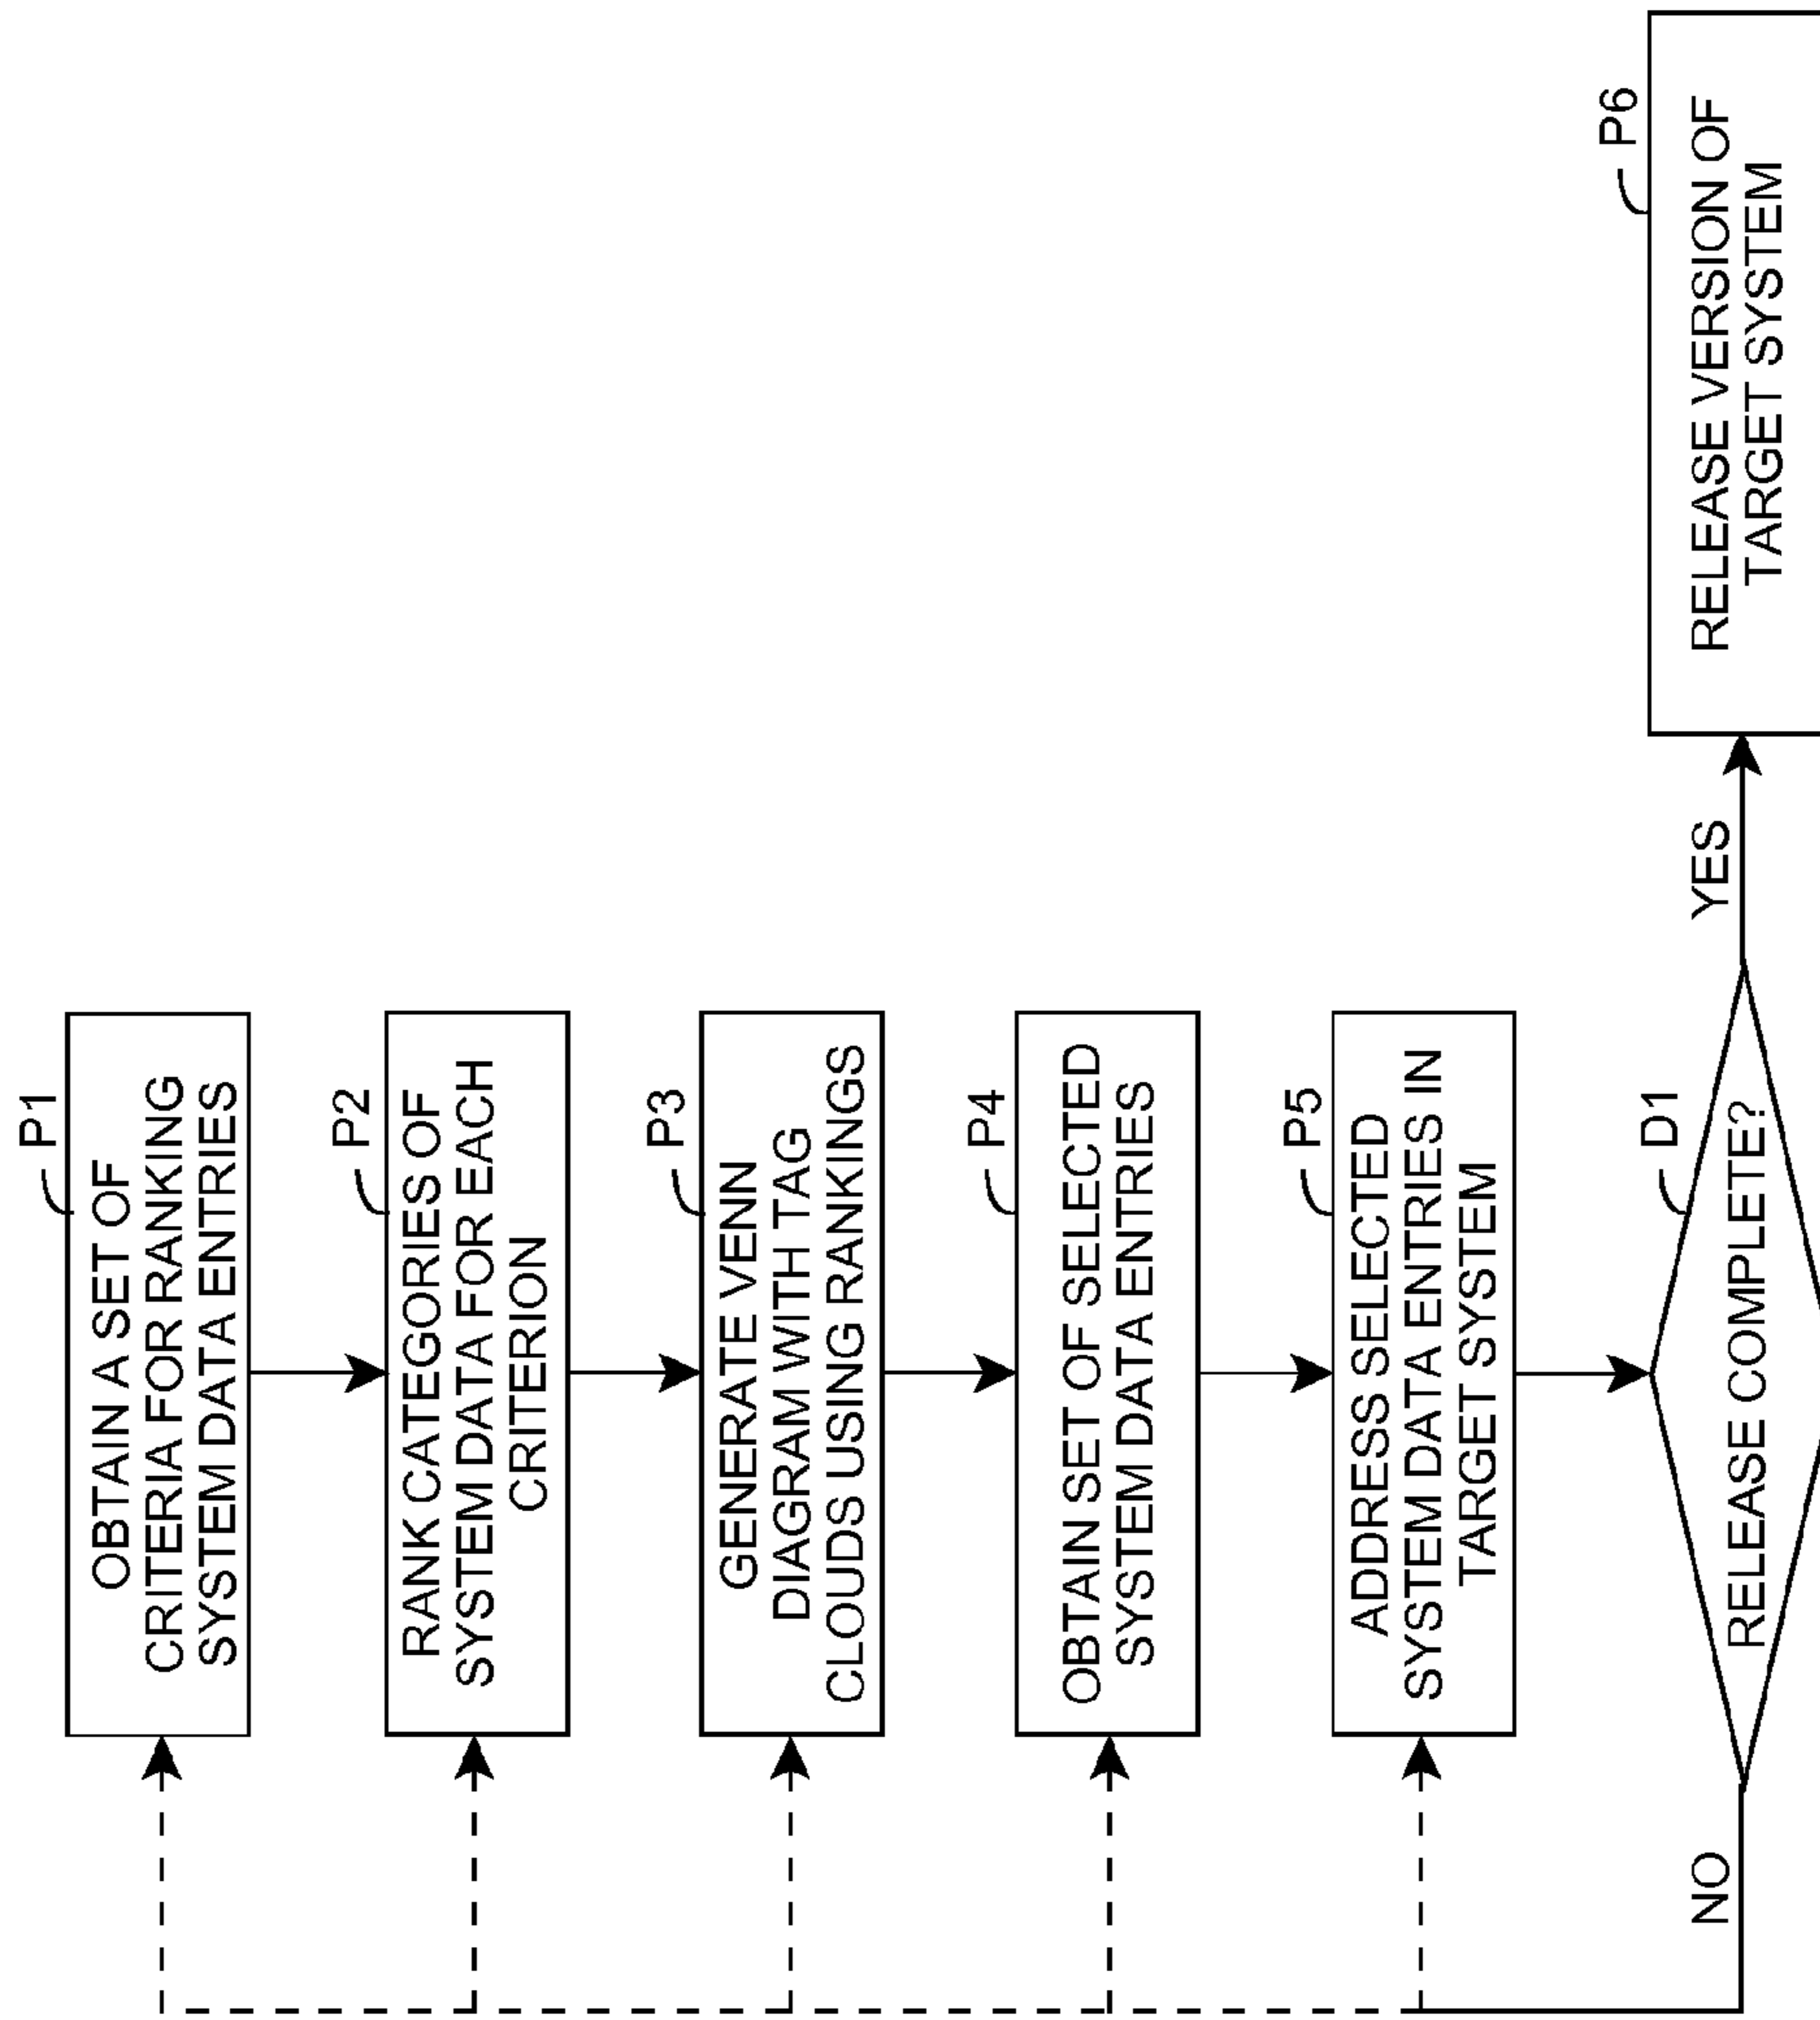 P1
OBTAIN A SET OF
CRITERIA FOR RANKING
SYSTEM DATA ENTRIES
P2
RANK CATEGORIES OF
SYSTEM DATA FOR EACH
CRITERION
P3
GENERATE VENN
DIAGRAM WITH TAG
CLOUDS USING RANKINGS
P4
OBTAIN SET OF SELECTED
SYSTEM DATA ENTRIES
P5
ADDRESS SELECTED
SYSTEM DATA ENTRIES IN
TARGET SYSTEM
D1
RELEASE COMPLETE?
NO
YES
P6
RELEASE VERSION OF
TARGET SYSTEM